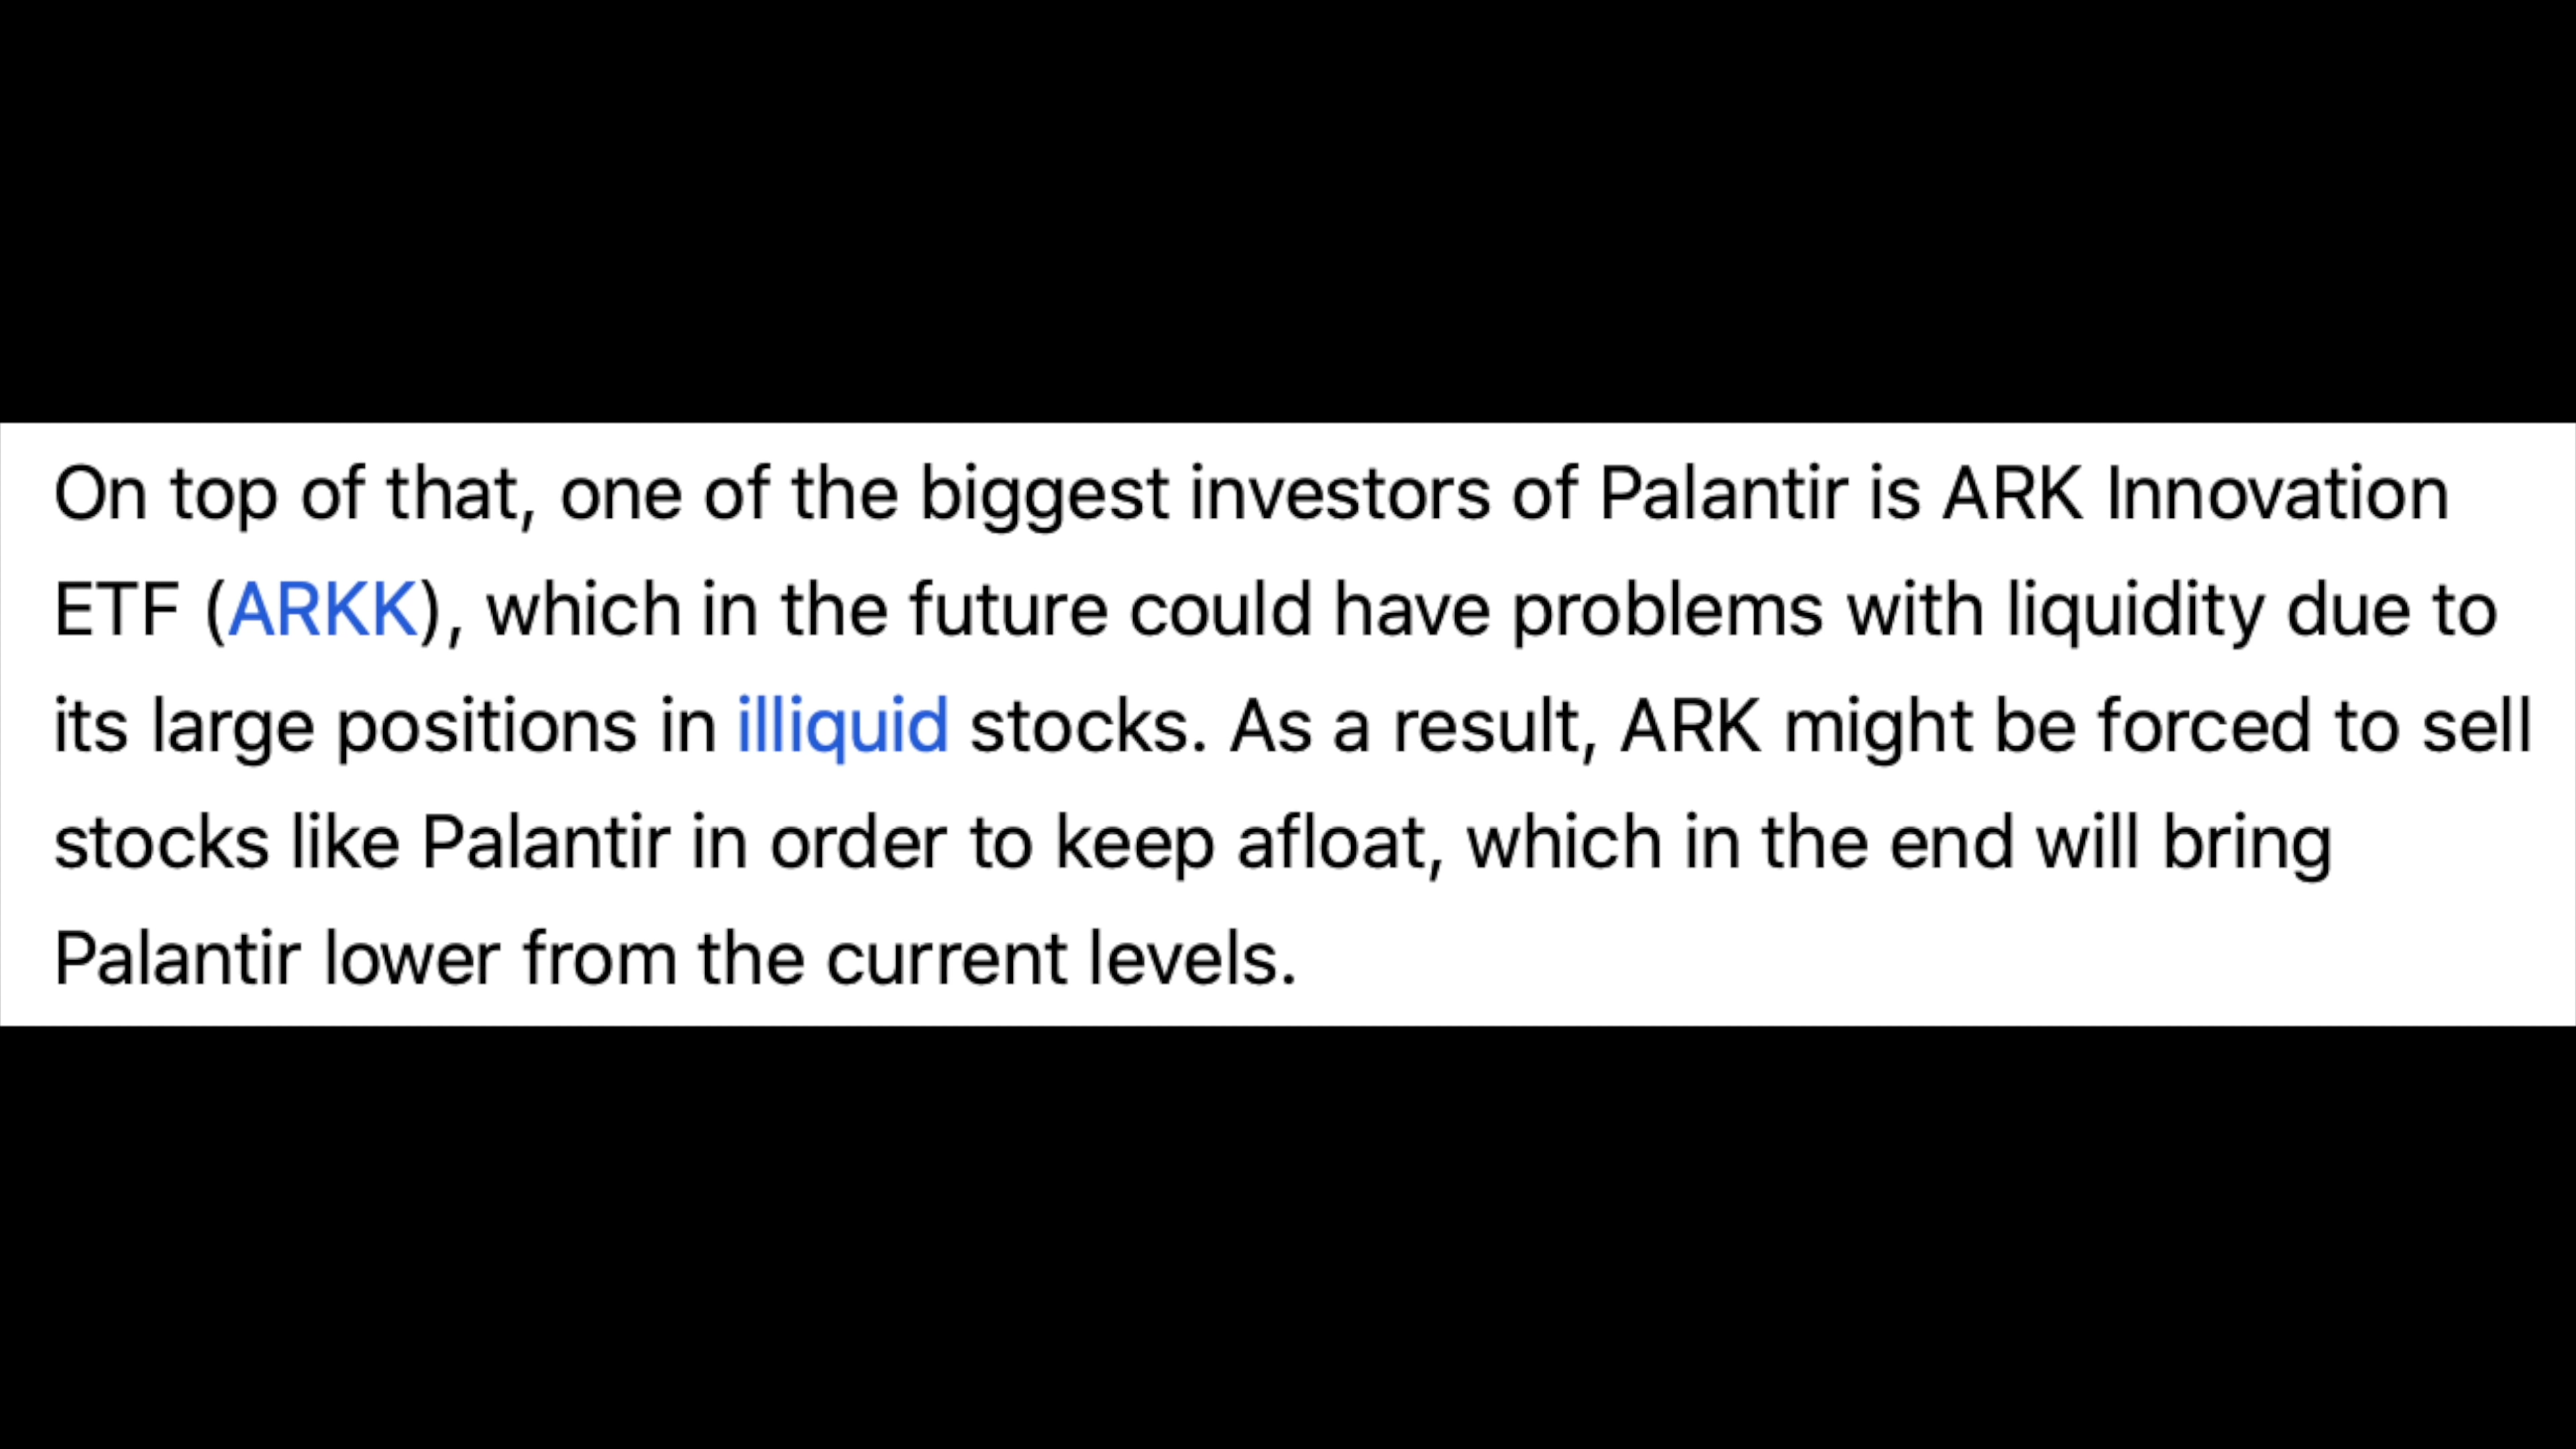 On top of that, one of the biggest investors of Palantir is ARK Innovation
ETF (ARKK), which in the future could have problems with liquidity due to
its large positions in illiquid stocks. As a result, ARK might be forced to sell
stocks like Palantir in order to keep afloat, which in the end will bring
Palantir lower from the current levels.